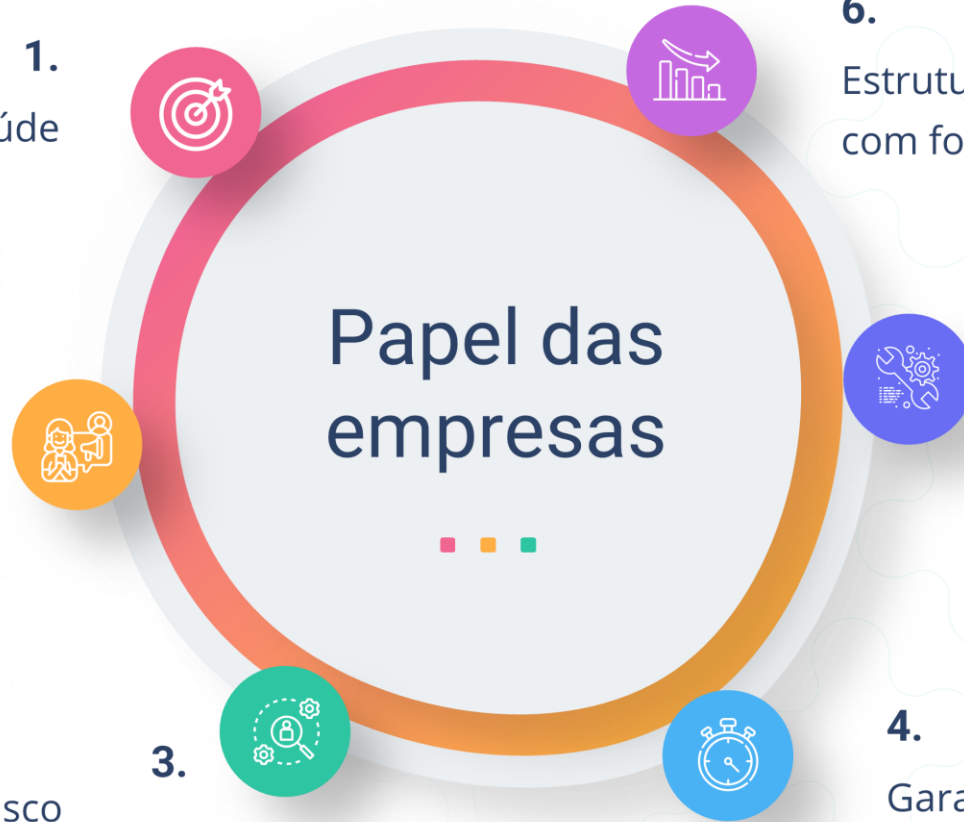 1.
úde
6.
Estrutu
com fo
Papel das
empresas
3.
sco
4.
Gara